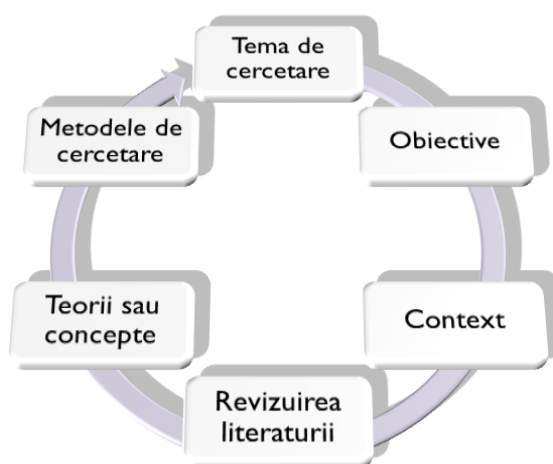 Tema de
cercetare
Obiective
Context
Revizuirea
literaturii
Teorii sau
concepte
Metodele de
cercetare